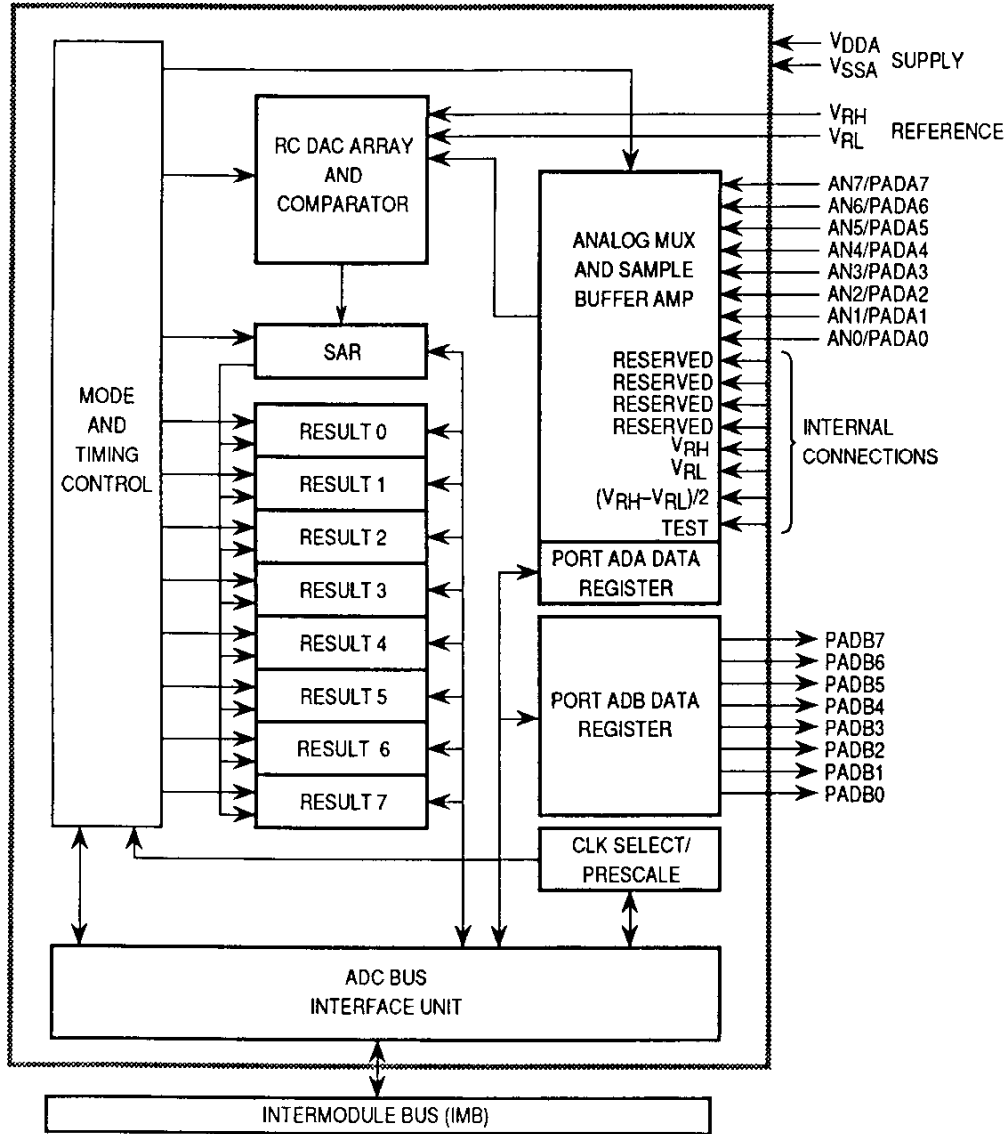 VDDA
VSSA
SUPPLY
VRH
VRL
REFERENCE
RC DAC ARRAY
AND
COMPARATOR
AN7/PADA7
AN6/PADA6
AN5/PADA5
AN4/PADA4
AN3/PADA3
AN2/PADA2
AN1/PADA1
AN0/PADA0
ANALOG MUX
AND SAMPLE
BUFFER AMP
RESERVED
RESERVED
RESERVED
RESERVED
VRH
VRL
(VRH–VRL)/2
TEST
INTERNAL
CONNECTIONS
SAR
MODE
AND
TIMING
CONTROL
RESULT 0
RESULT 1
RESULT 2
RESULT 3
RESULT 4
RESULT 5
RESULT 6
RESULT 7
PORT ADA DATA
REGISTER
PORT ADB DATA
REGISTER
PADB7
PADB6
PADB5
PADB4
PADB3
PADB2
PADB1
PADB0
CLK SELECT/
PRESCALE
ADC BUS
INTERFACE UNIT
INTERMODULE BUS (IMB)